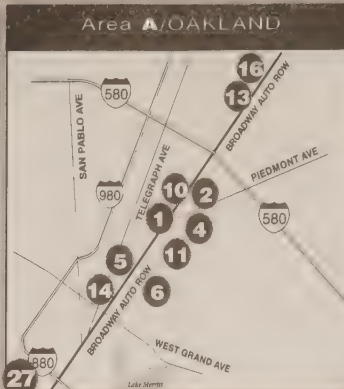 Area A/OAKLAND
16
580
13
BROADWAY AUTO ROW
SAN PABLO AVE
TELEGRAPH AVE
PIEDMONT AVE
980
10
2
1
4
580
11
5
BROADWAY AUTO ROW
14
6
WEST GRAND AVE
880
27
Lake Merritt